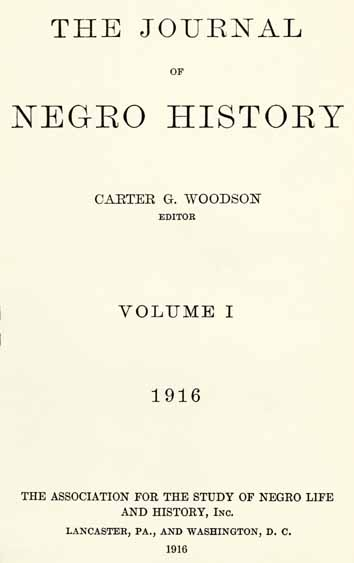 THE JOURNAL
OF
NEGRO HISTORY
CARTER G. WOODSON
EDITOR
VOLUME I
1916
THE ASSOCIATION FOR THE STUDY OF NEGRO LIFE
AND HISTORY, INC.
LANCASTER, PA., AND WASHINGTON, D. C.
1916